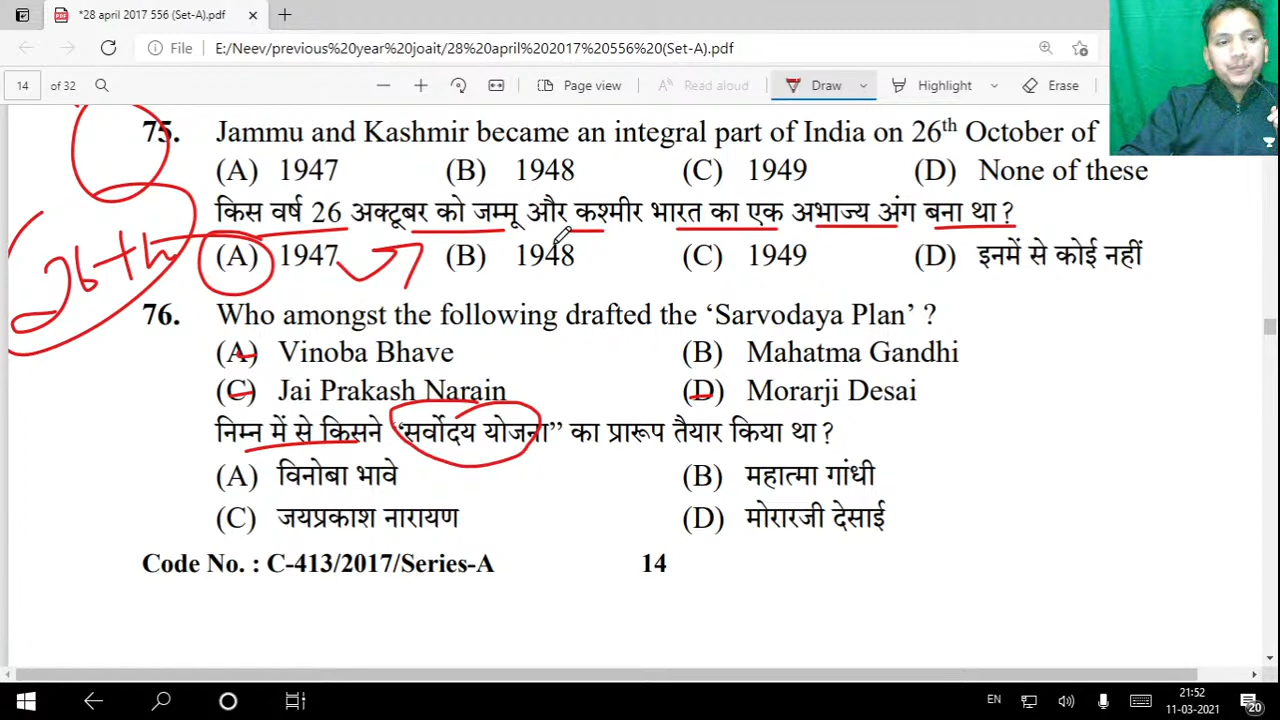 *28 april 2017 556 (Set-A).pdf
File E:/Neev/previous%20year%20joait/28%20april%202017%20556%20(Set-A).pdf
14 of 32 Page view Read aloud Draw Highlight Erase
75. Jammu and Kashmir became an integral part of India on 26th October of
(A) 1947 (B) 1948 (C) 1949 (D) None of these
किस वर्ष 26 अक्टूबर को जम्मू और कश्मीर भारत का एक अभाज्य अंग बना था ?
(A) 1947 (B) 1948 (C) 1949 (D) इनमें से कोई नहीं
26th
76. Who amongst the following drafted the ‘Sarvodaya Plan’ ?
(A) Vinoba Bhave (B) Mahatma Gandhi
(C) Jai Prakash Narain (D) Morarji Desai
निम्न में से किसने “सर्वोदय योजना” का प्रारूप तैयार किया था ?
(A) विनोबा भावे (B) महात्मा गांधी
(C) जयप्रकाश नारायण (D) मोरारजी देसाई
Code No. : C-413/2017/Series-A 14
EN 21:52
11-03-2021 20